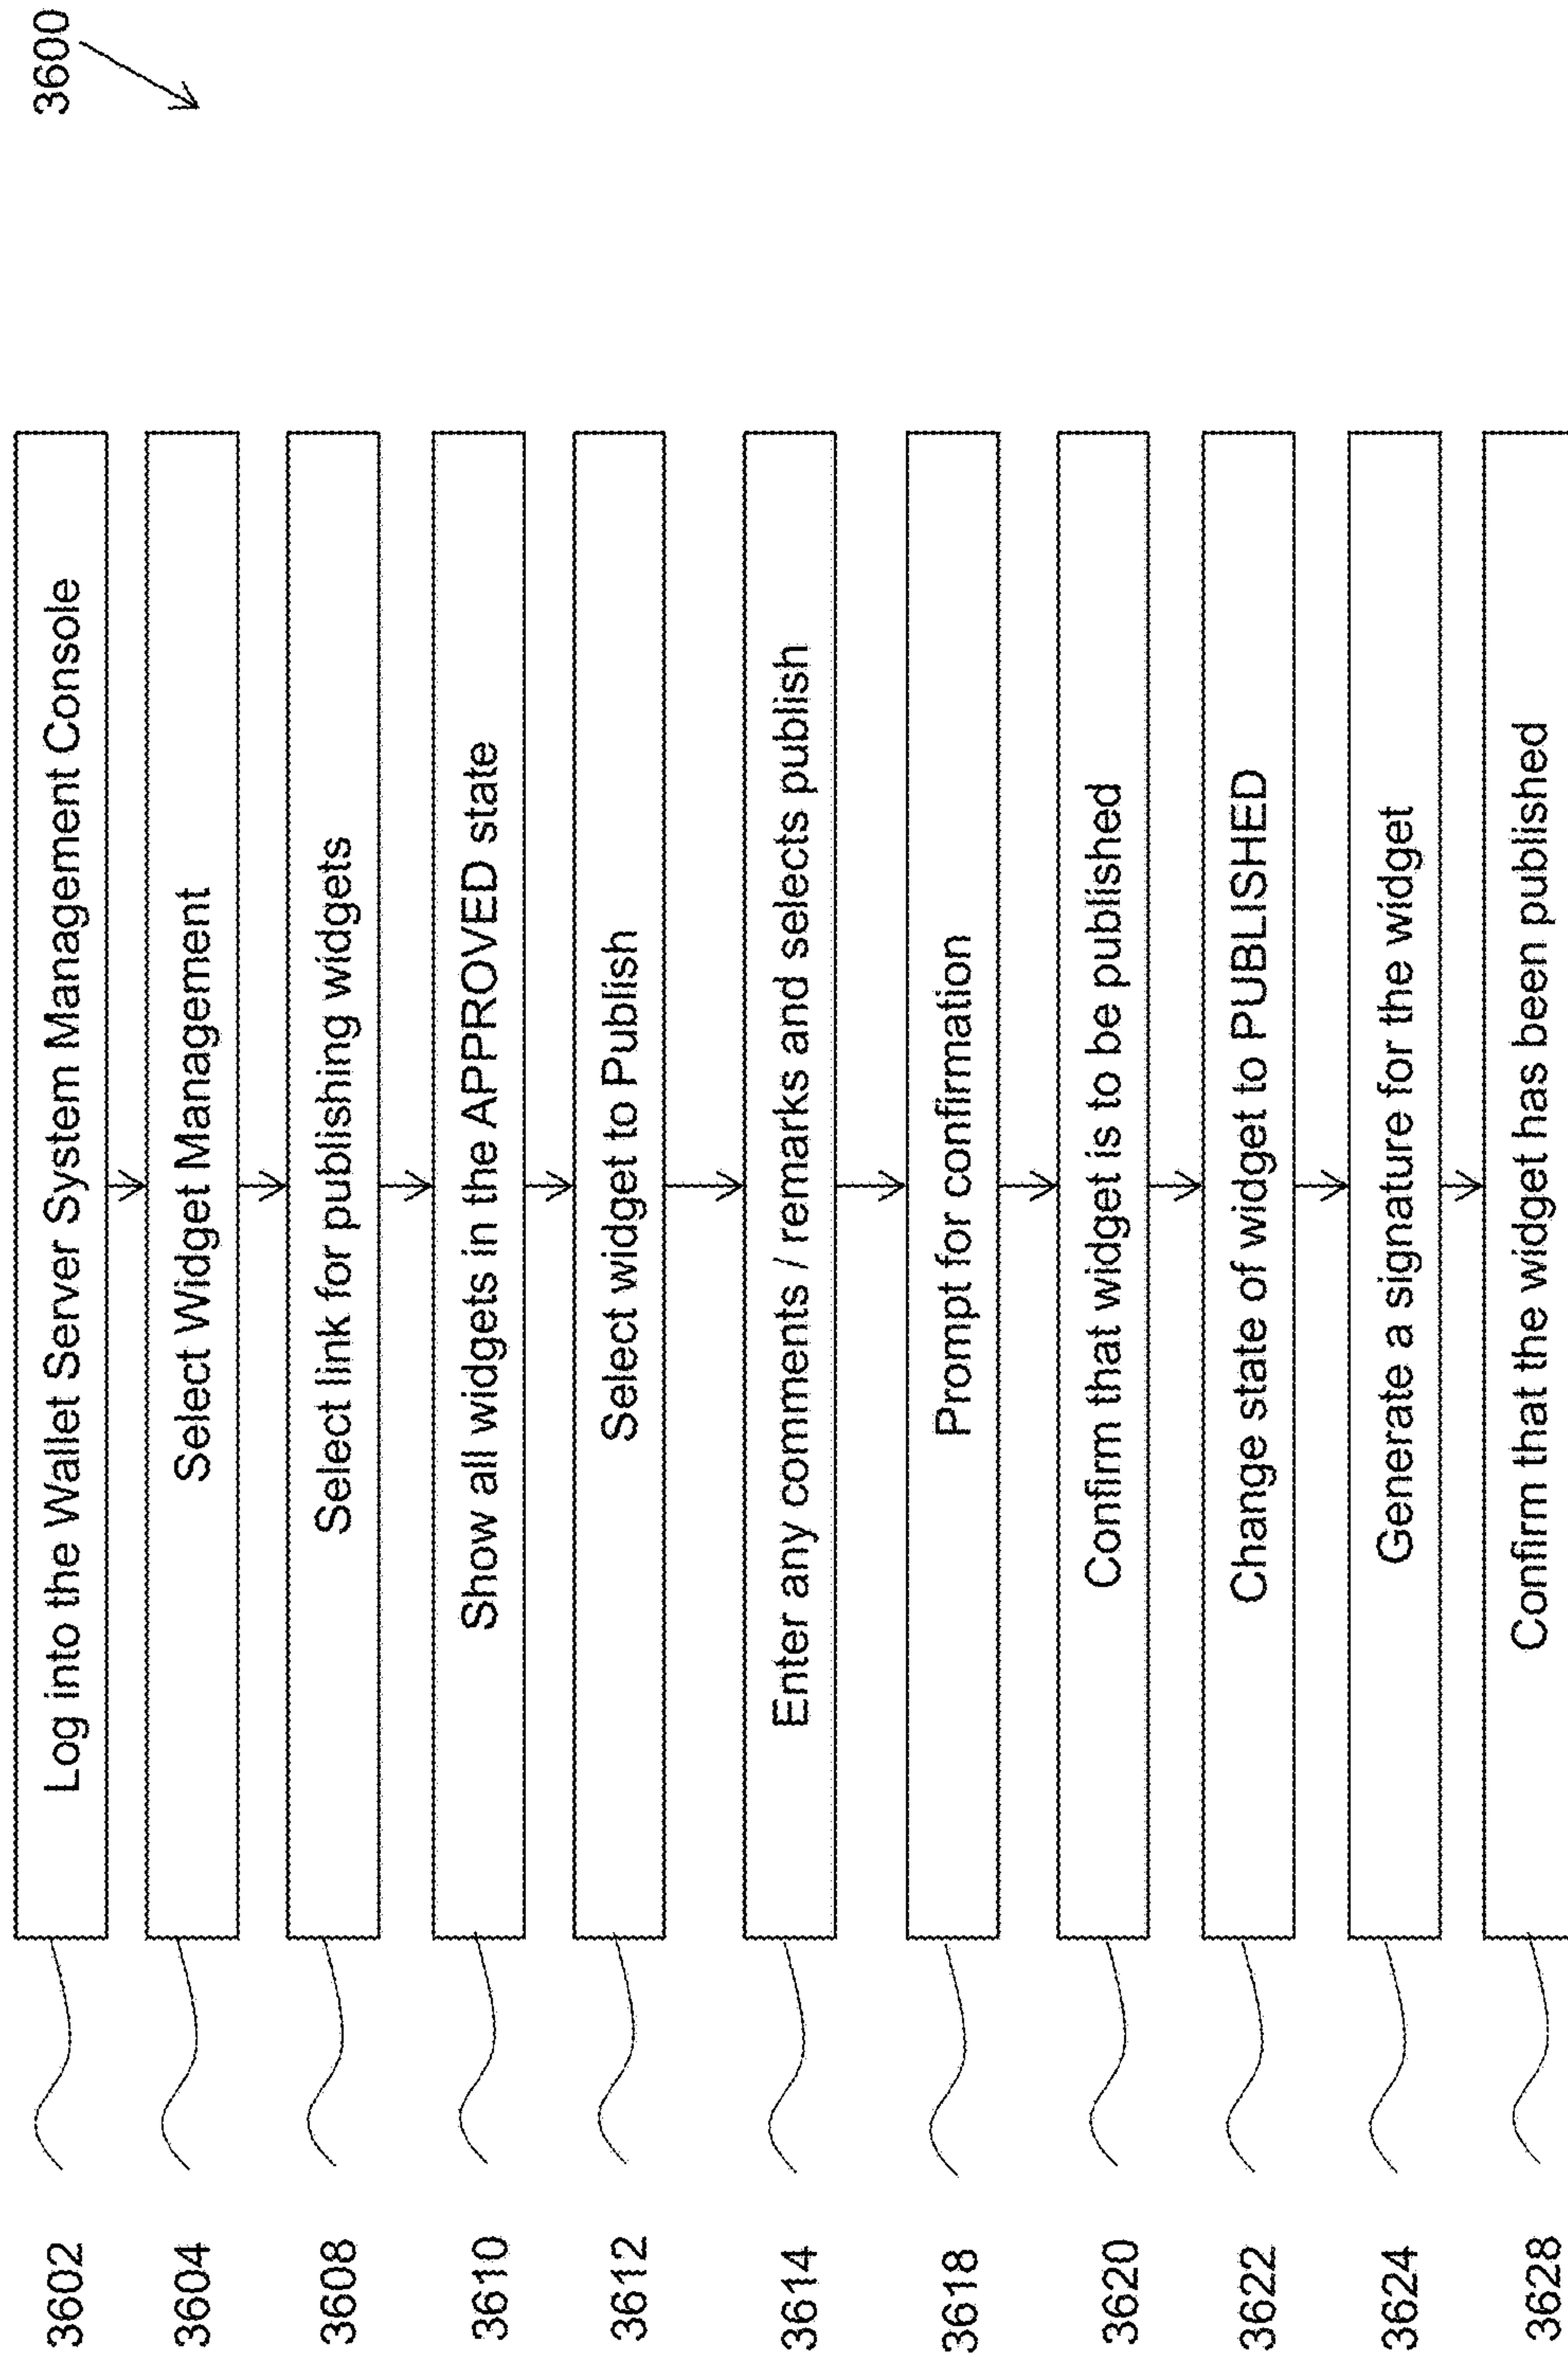 3600
3602
Log into the Wallet Server System Management Console
3604
Select Widget Management
3608
Select link for publishing widgets
3610
Show all widgets in the APPROVED state
3612
Select widget to Publish
3614
Enter any comments / remarks and selects publish
3618
Prompt for confirmation
3620
Confirm that widget is to be published
3622
Change state of widget to PUBLISHED
3624
Generate a signature for the widget
3628
Confirm that the widget has been published